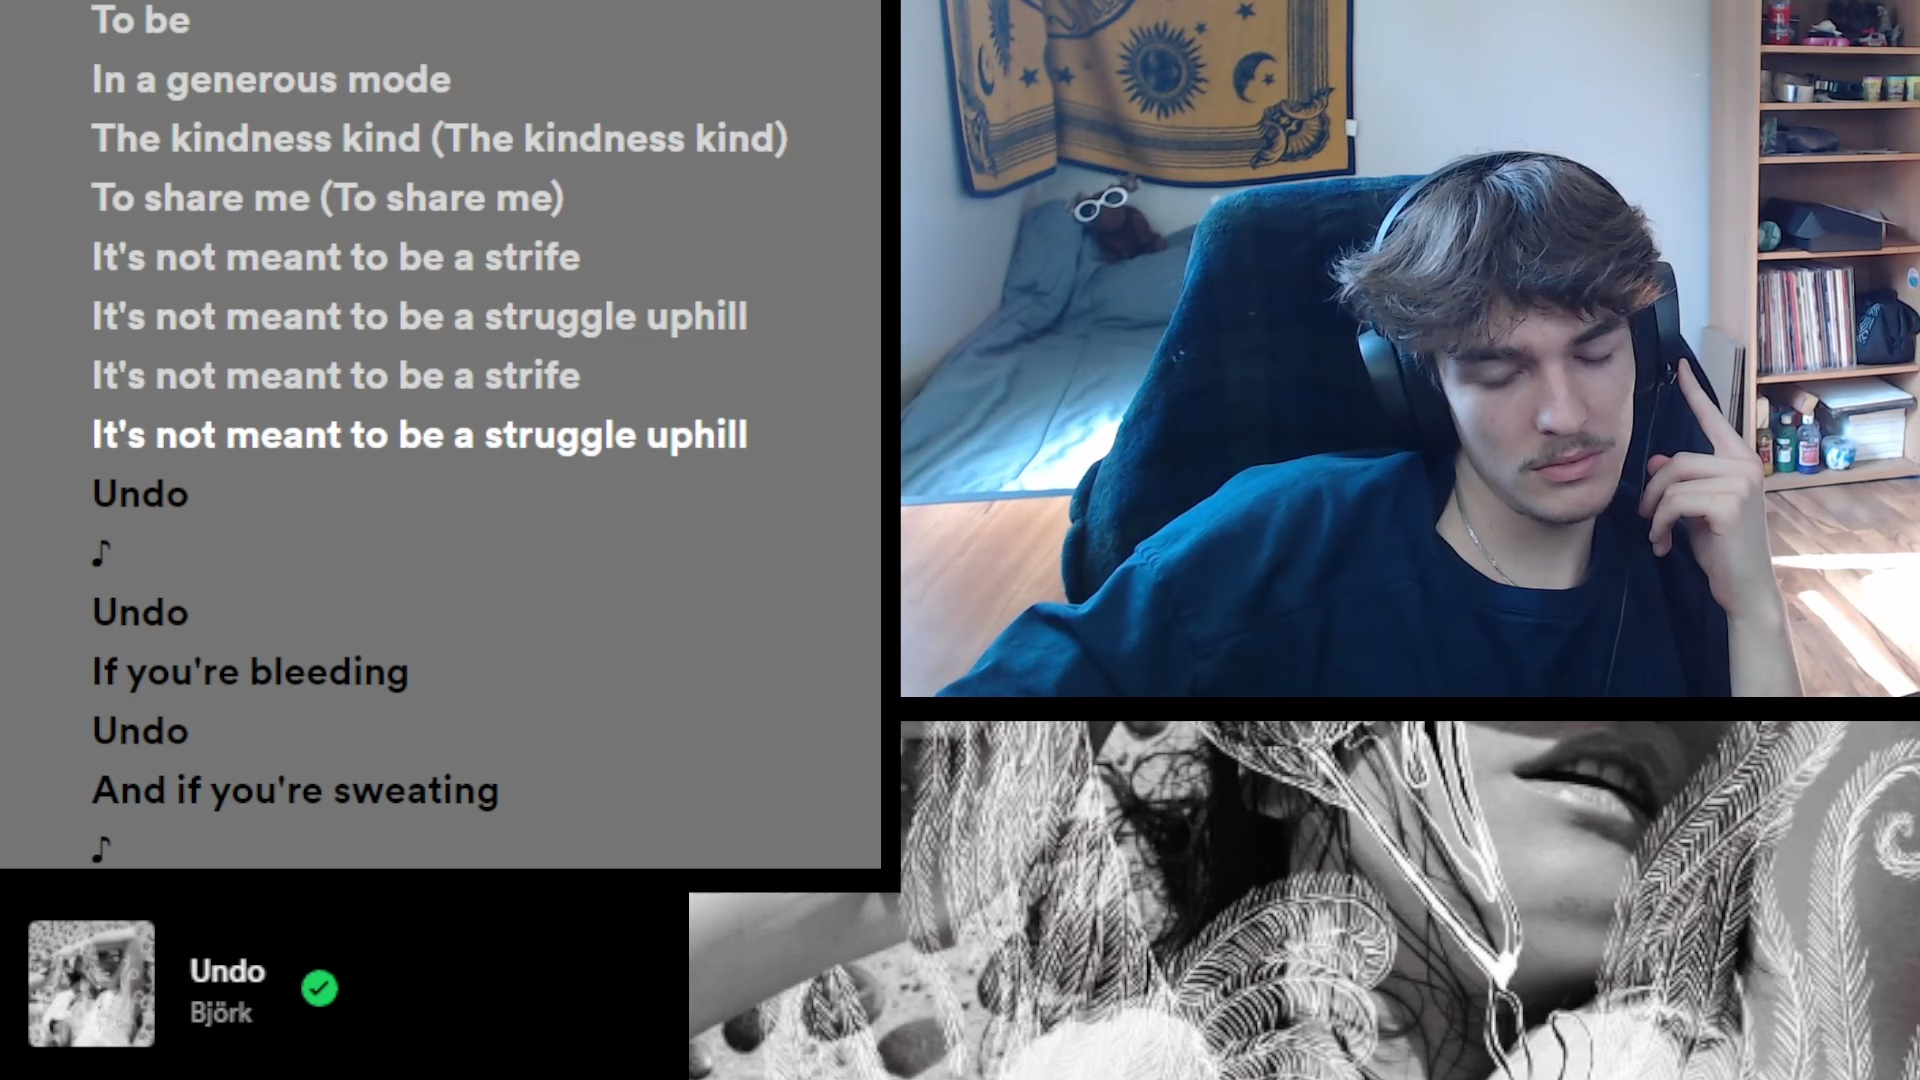 To be
In a generous mode
The kindness kind (The kindness kind)
To share me (To share me)
It's not meant to be a strife
It's not meant to be a struggle uphill
It's not meant to be a strife
It's not meant to be a struggle uphill
Undo
♪
Undo
If you're bleeding
Undo
And if you're sweating
♪
Undo
Björk